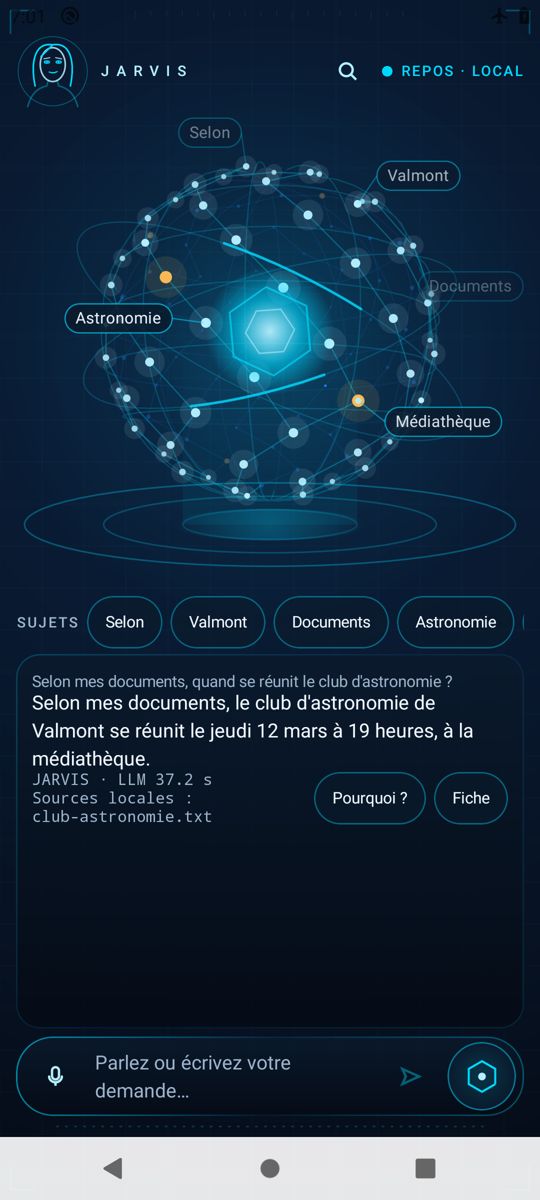 7:01
JARVIS
REPOS · LOCAL
Selon
Valmont
Documents
Astronomie
Médiathèque
SUJETS
Selon
Valmont
Documents
Astronomie
Selon mes documents, quand se réunit le club d'astronomie ?
Selon mes documents, le club d'astronomie de
Valmont se réunit le jeudi 12 mars à 19 heures, à la
médiathèque.
JARVIS · LLM 37.2 s
Sources locales :
club-astronomie.txt
Pourquoi ?
Fiche
Parlez ou écrivez votre
demande…